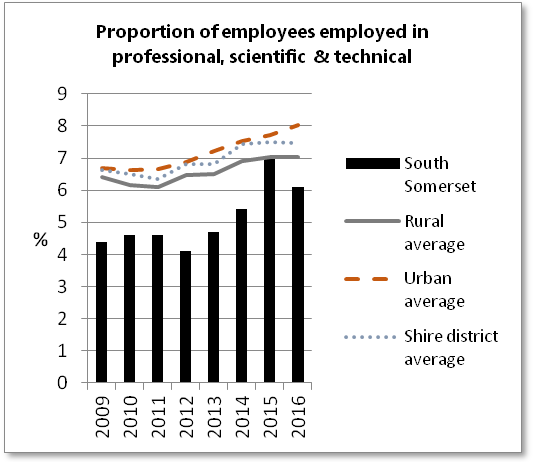 Proportion of employees employed in
professional, scientific & technical
9
8
7
6
5
4
3
2
1
0
%
2009
2010
2011
2012
2013
2014
2015
2016
South
Somerset
Rural
average
Urban
average
Shire district
average